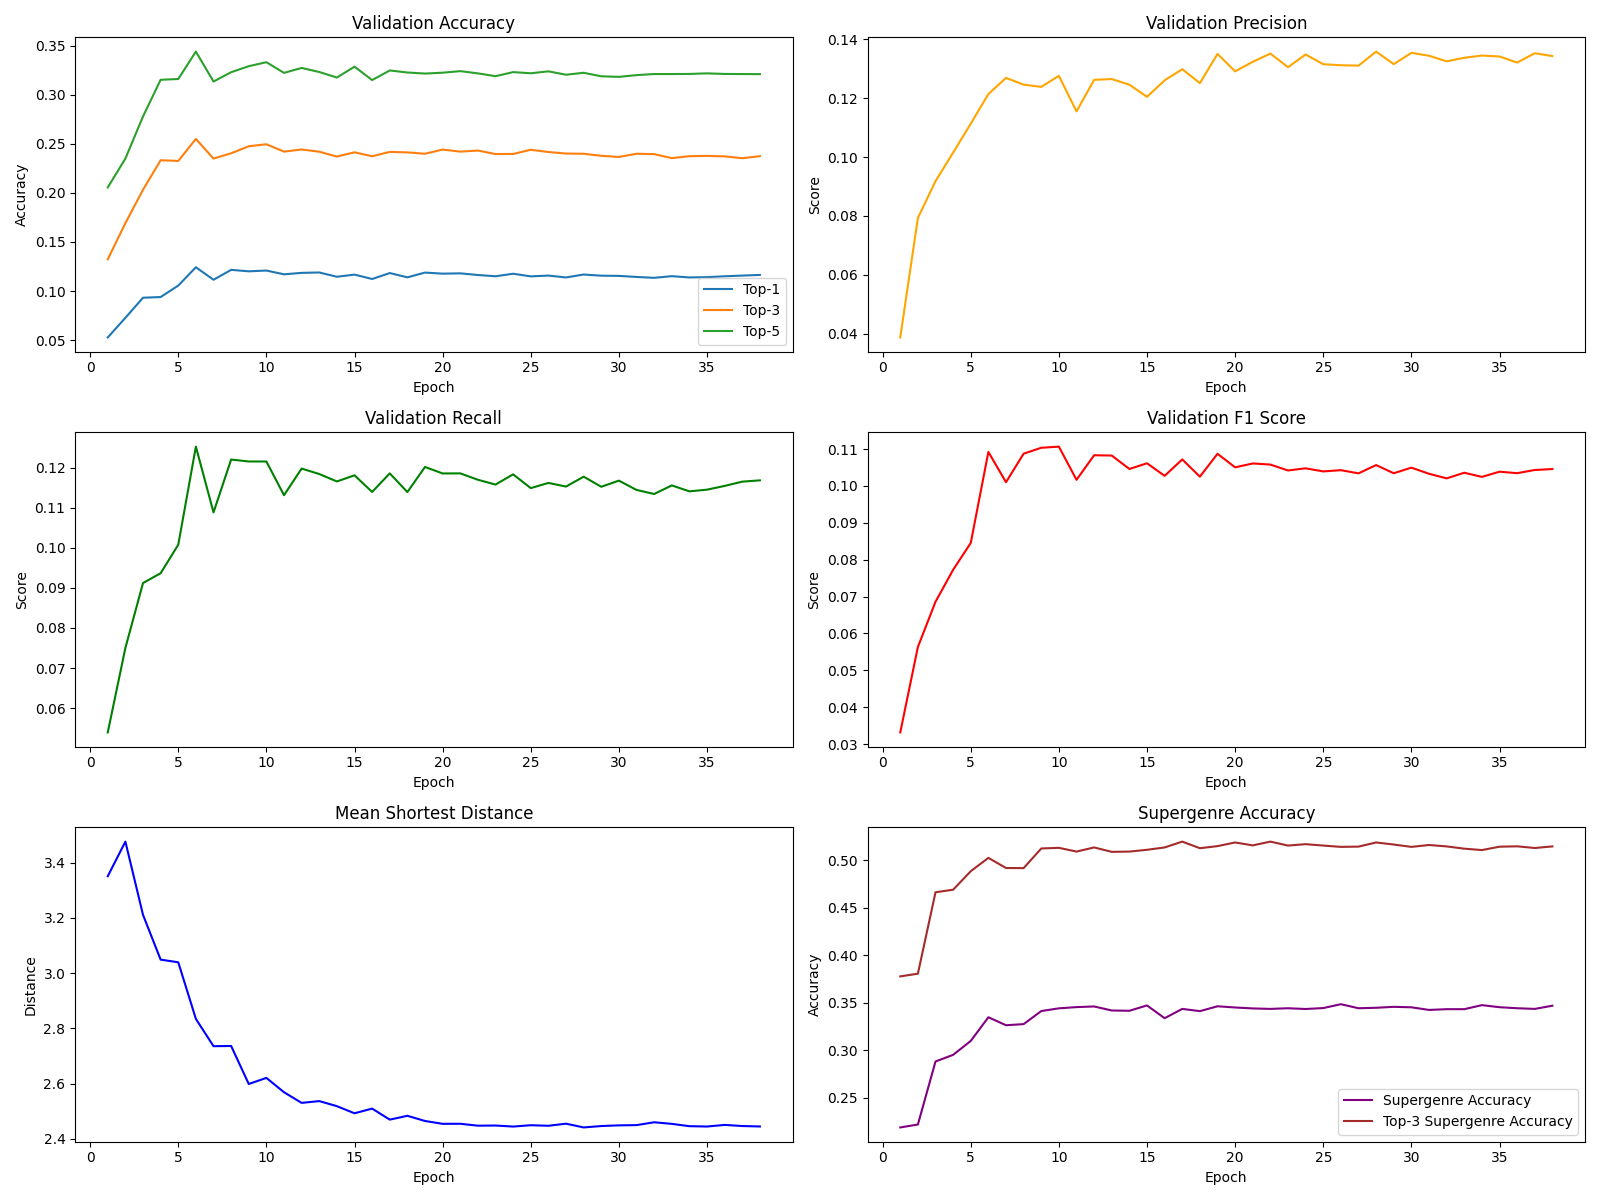 Validation Accuracy
Accuracy
0.35
0.30
0.25
0.20
0.15
0.10
0.05
Top-1
Top-3
Top-5
0 5 10 15 20 25 30 35
Epoch
Validation Precision
Score
0.14
0.12
0.10
0.08
0.06
0.04
0 5 10 15 20 25 30 35
Epoch
Validation Recall
Score
0.12
0.11
0.10
0.09
0.08
0.07
0.06
0 5 10 15 20 25 30 35
Epoch
Validation F1 Score
Score
0.11
0.10
0.09
0.08
0.07
0.06
0.05
0.04
0.03
0 5 10 15 20 25 30 35
Epoch
Mean Shortest Distance
Distance
3.4
3.2
3.0
2.8
2.6
2.4
0 5 10 15 20 25 30 35
Epoch
Supergenre Accuracy
Accuracy
0.50
0.45
0.40
0.35
0.30
0.25
Supergenre Accuracy
Top-3 Supergenre Accuracy
0 5 10 15 20 25 30 35
Epoch